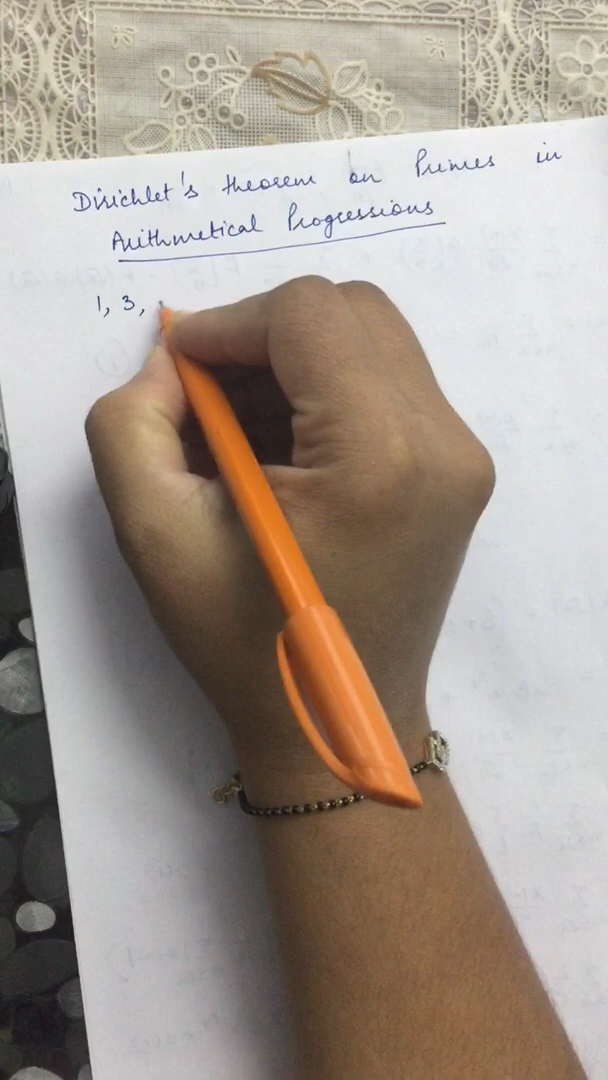 Dirichlet's theorem on Primes in
Arithmetical Progressions
1, 3,